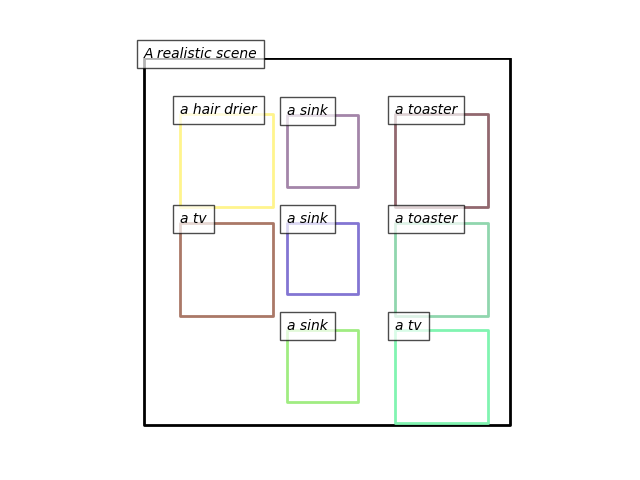 A realistic scene
a hair drier
a sink
a toaster
a tv
a sink
a toaster
a sink
a tv